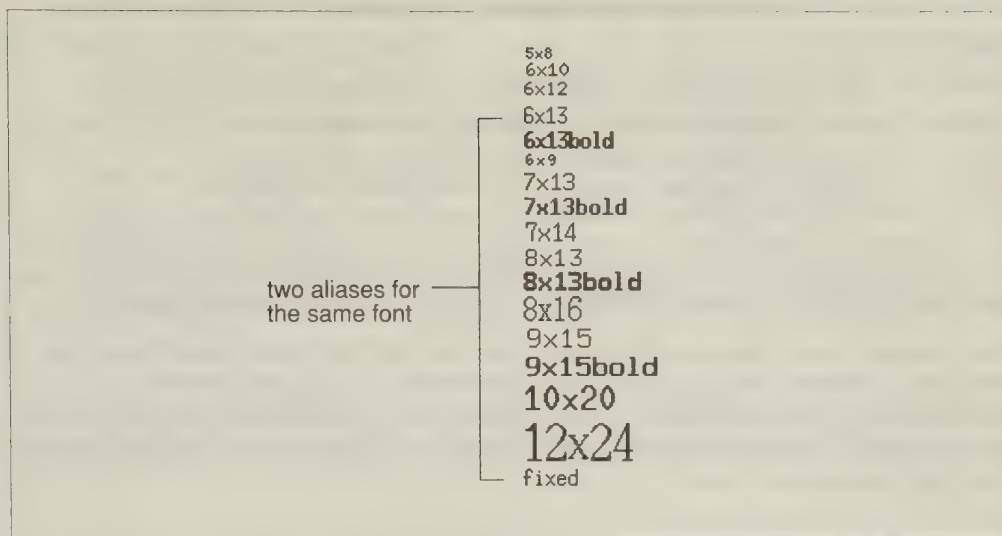 5x8
6x10
6x12
6x13
6x13bold
6x9
7x13
7x13bold
7x14
8x13
8x13bold
8x16
9x15
9x15bold
10x20
12x24
fixed
two aliases for
the same font